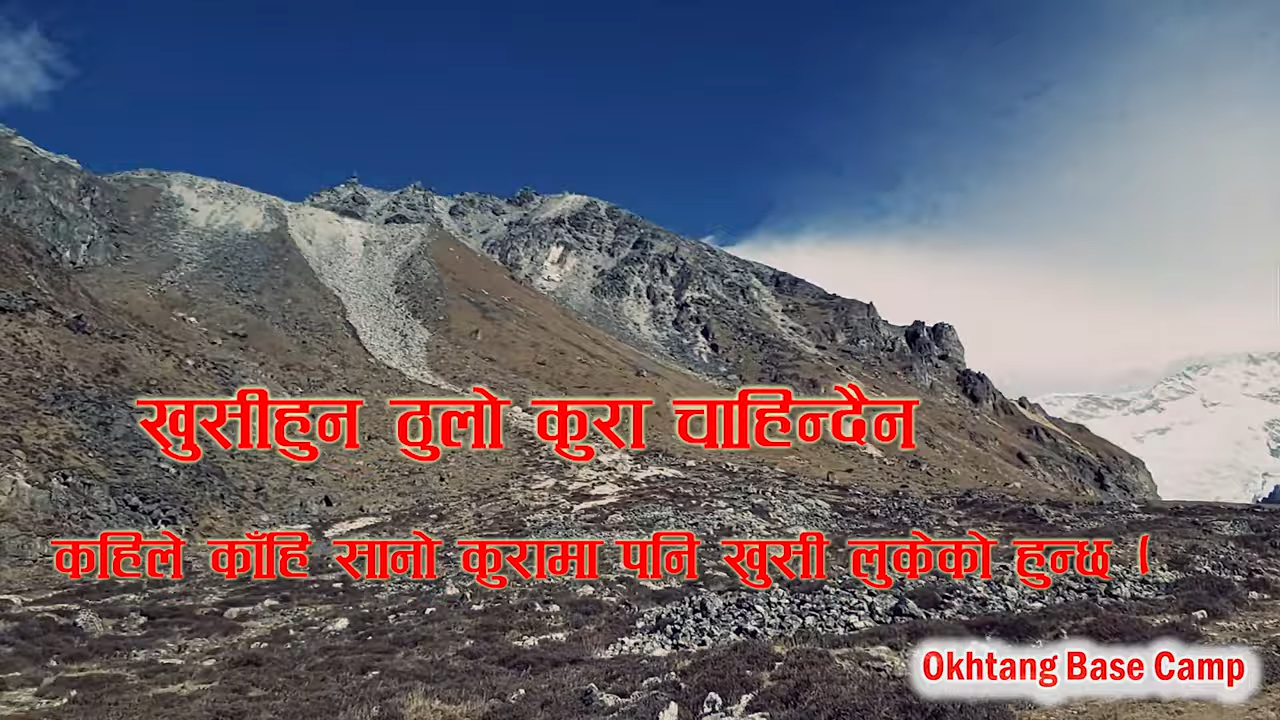 खुसीहुन ठुलो कुरा चाहिन्दैन
कहिले काँहि सानो कुरामा पनि खुसी लुकेको हुन्छ ।
Okhtang Base Camp